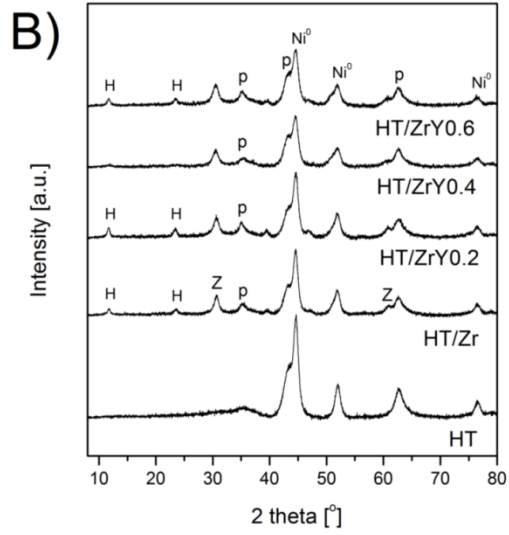 B)
Ni⁰
H H p p Ni⁰ p Ni⁰
HT/ZrY0.6
p
HT/ZrY0.4
H H p
HT/ZrY0.2
H H Z p Z
HT/Zr
HT
10 20 30 40 50 60 70 80
2 theta [°]
Intensity [a.u.]